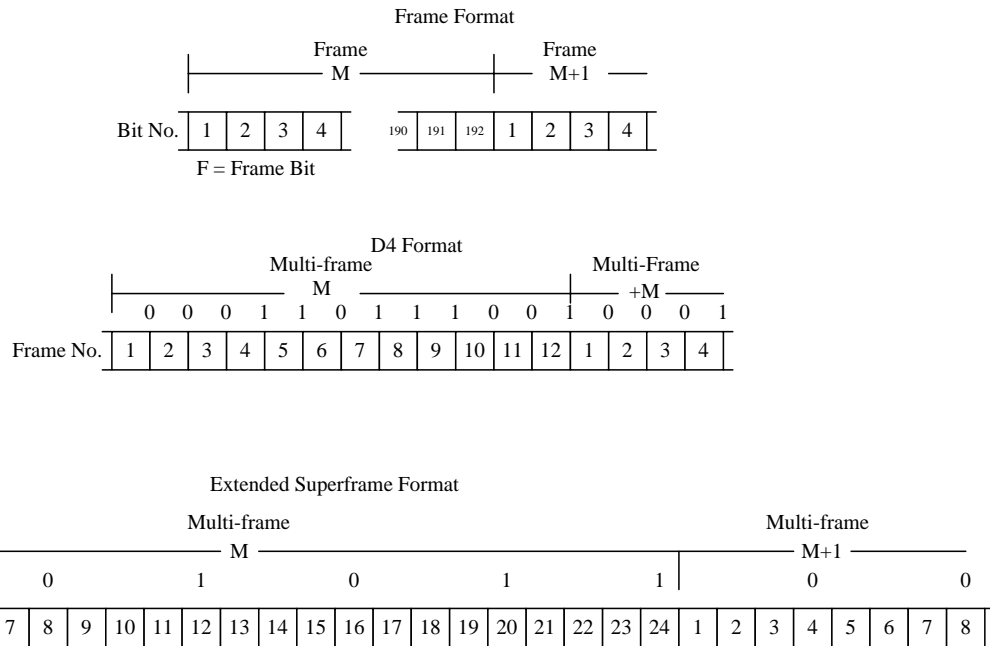 Frame Format
Frame Frame
M M+1
Bit No. 1 2 3 4 190 191 192 1 2 3 4
F = Frame Bit
D4 Format
Multi-frame Multi-Frame
M +M
0 0 0 1 1 0 1 1 1 0 0 1 0 0 0 1
Frame No. 1 2 3 4 5 6 7 8 9 10 11 12 1 2 3 4
Extended Superframe Format
Multi-frame Multi-frame
M M+1
0 1 0 1 1 0 0
7 8 9 10 11 12 13 14 15 16 17 18 19 20 21 22 23 24 1 2 3 4 5 6 7 8